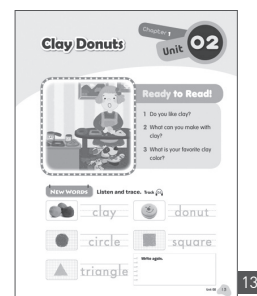 Chapter 1
Unit 02
Clay Donuts
Ready to Read!
1 Do you like clay?
2 What can you make with
clay?
3 What is your favorite clay
color?
NEW WORDS Listen and trace. Track
clay donut
circle square
triangle Write again.
13